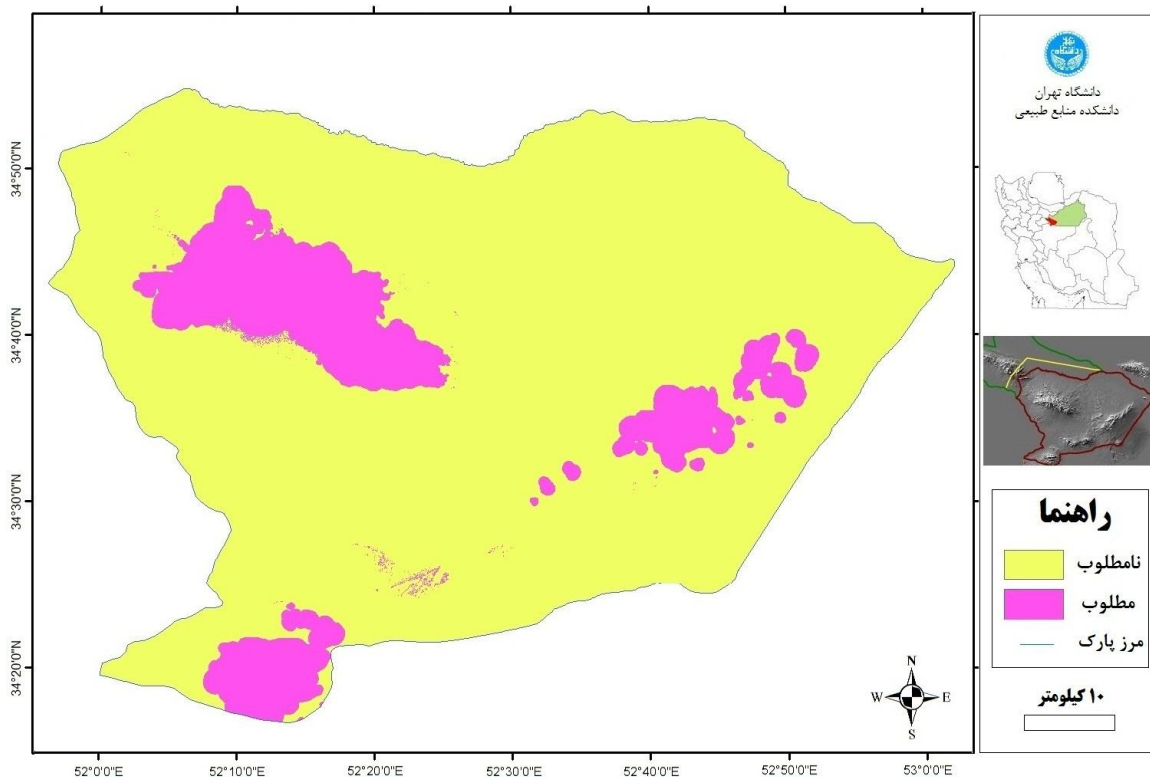 دانشگاه تهران
دانشکده منابع طبیعی
34°50'0"N
34°40'0"N
34°30'0"N
34°20'0"N
راهنما
نامطلوب
مطلوب
مرز پارک
۱۰ کیلومتر
N
W E
S
52°0'0"E 52°10'0"E 52°20'0"E 52°30'0"E 52°40'0"E 52°50'0"E 53°0'0"E